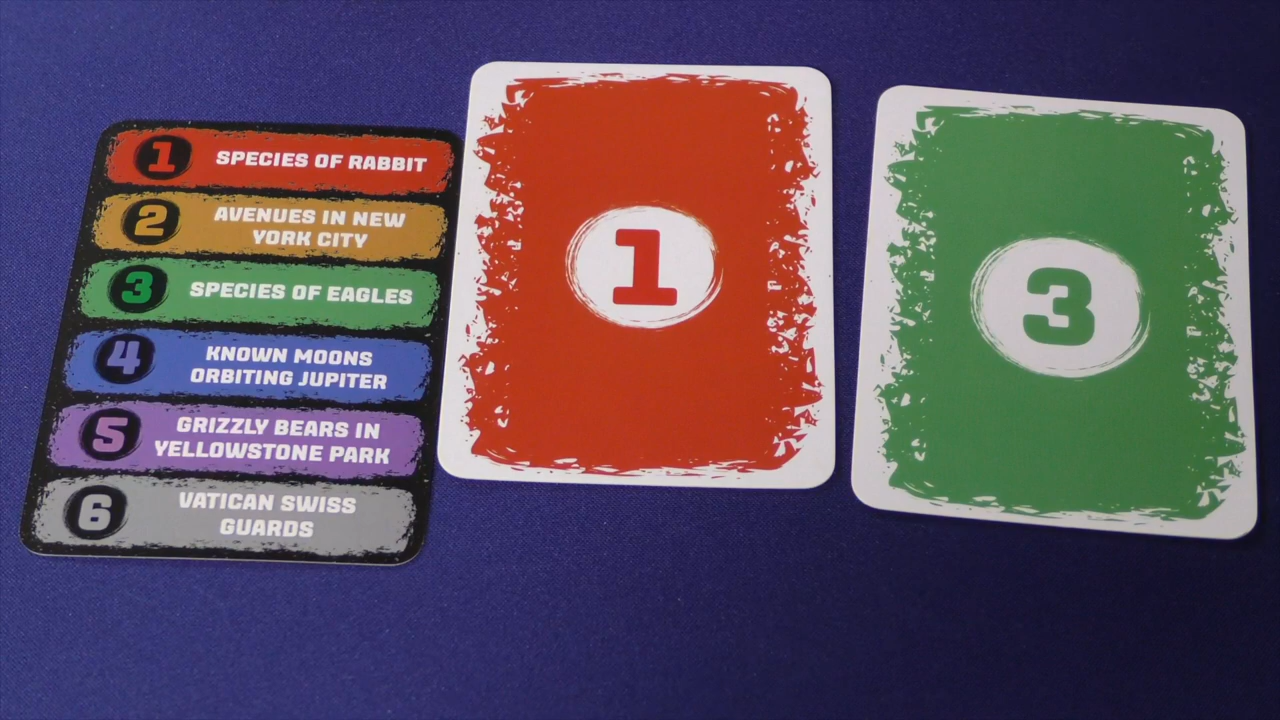 1 SPECIES OF RABBIT
2 AVENUES IN NEW
YORK CITY
3 SPECIES OF EAGLES
4 KNOWN MOONS
ORBITING JUPITER
5 GRIZZLY BEARS IN
YELLOWSTONE PARK
6 VATICAN SWISS
GUARDS
1
3